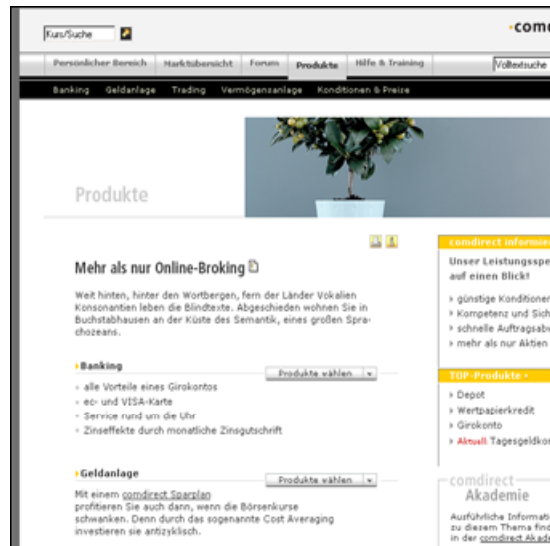 Kurs/Suche
comd
Persönlicher Bereich Marktübersicht Forum Produkte Hilfe & Training
Volltextsuche
Banking Geldanlage Trading Vermögensanlage Konditionen & Preise
Produkte
Mehr als nur Online-Broking
Weit hinten, hinter den Wortbergen, fern der Länder Vokalien
Konsonantien leben die Blindtexte. Abgeschieden wohnen Sie in
Buchstabhausen an der Küste des Semantik, eines großen Spra-
chozeans.
Banking
Produkte wählen
alle Vorteile eines Girokontos
ec- und VISA-Karte
Service rund um die Uhr
Zinseffekte durch monatliche Zinsgutschrift
Geldanlage
Produkte wählen
Mit einem comdirect Sparplan
profitieren Sie auch dann, wenn die Börsenkurse
schwanken. Denn durch das sogenannte Cost Averaging
investieren sie antizyklisch.
comdirect informie
Unser Leistungsspe
auf einen Blick!
günstige Konditionen
Kompetenz und Sich
schnelle Auftragsabu
mehr als nur Aktien
TOP-Produkte
Depot
Wertpapierkredit
Girokonto
Aktuell: Tagesgeldkon
comdirect
Akademie
Ausführliche Informati
zu diesem Thema find
in der comdirect Akade